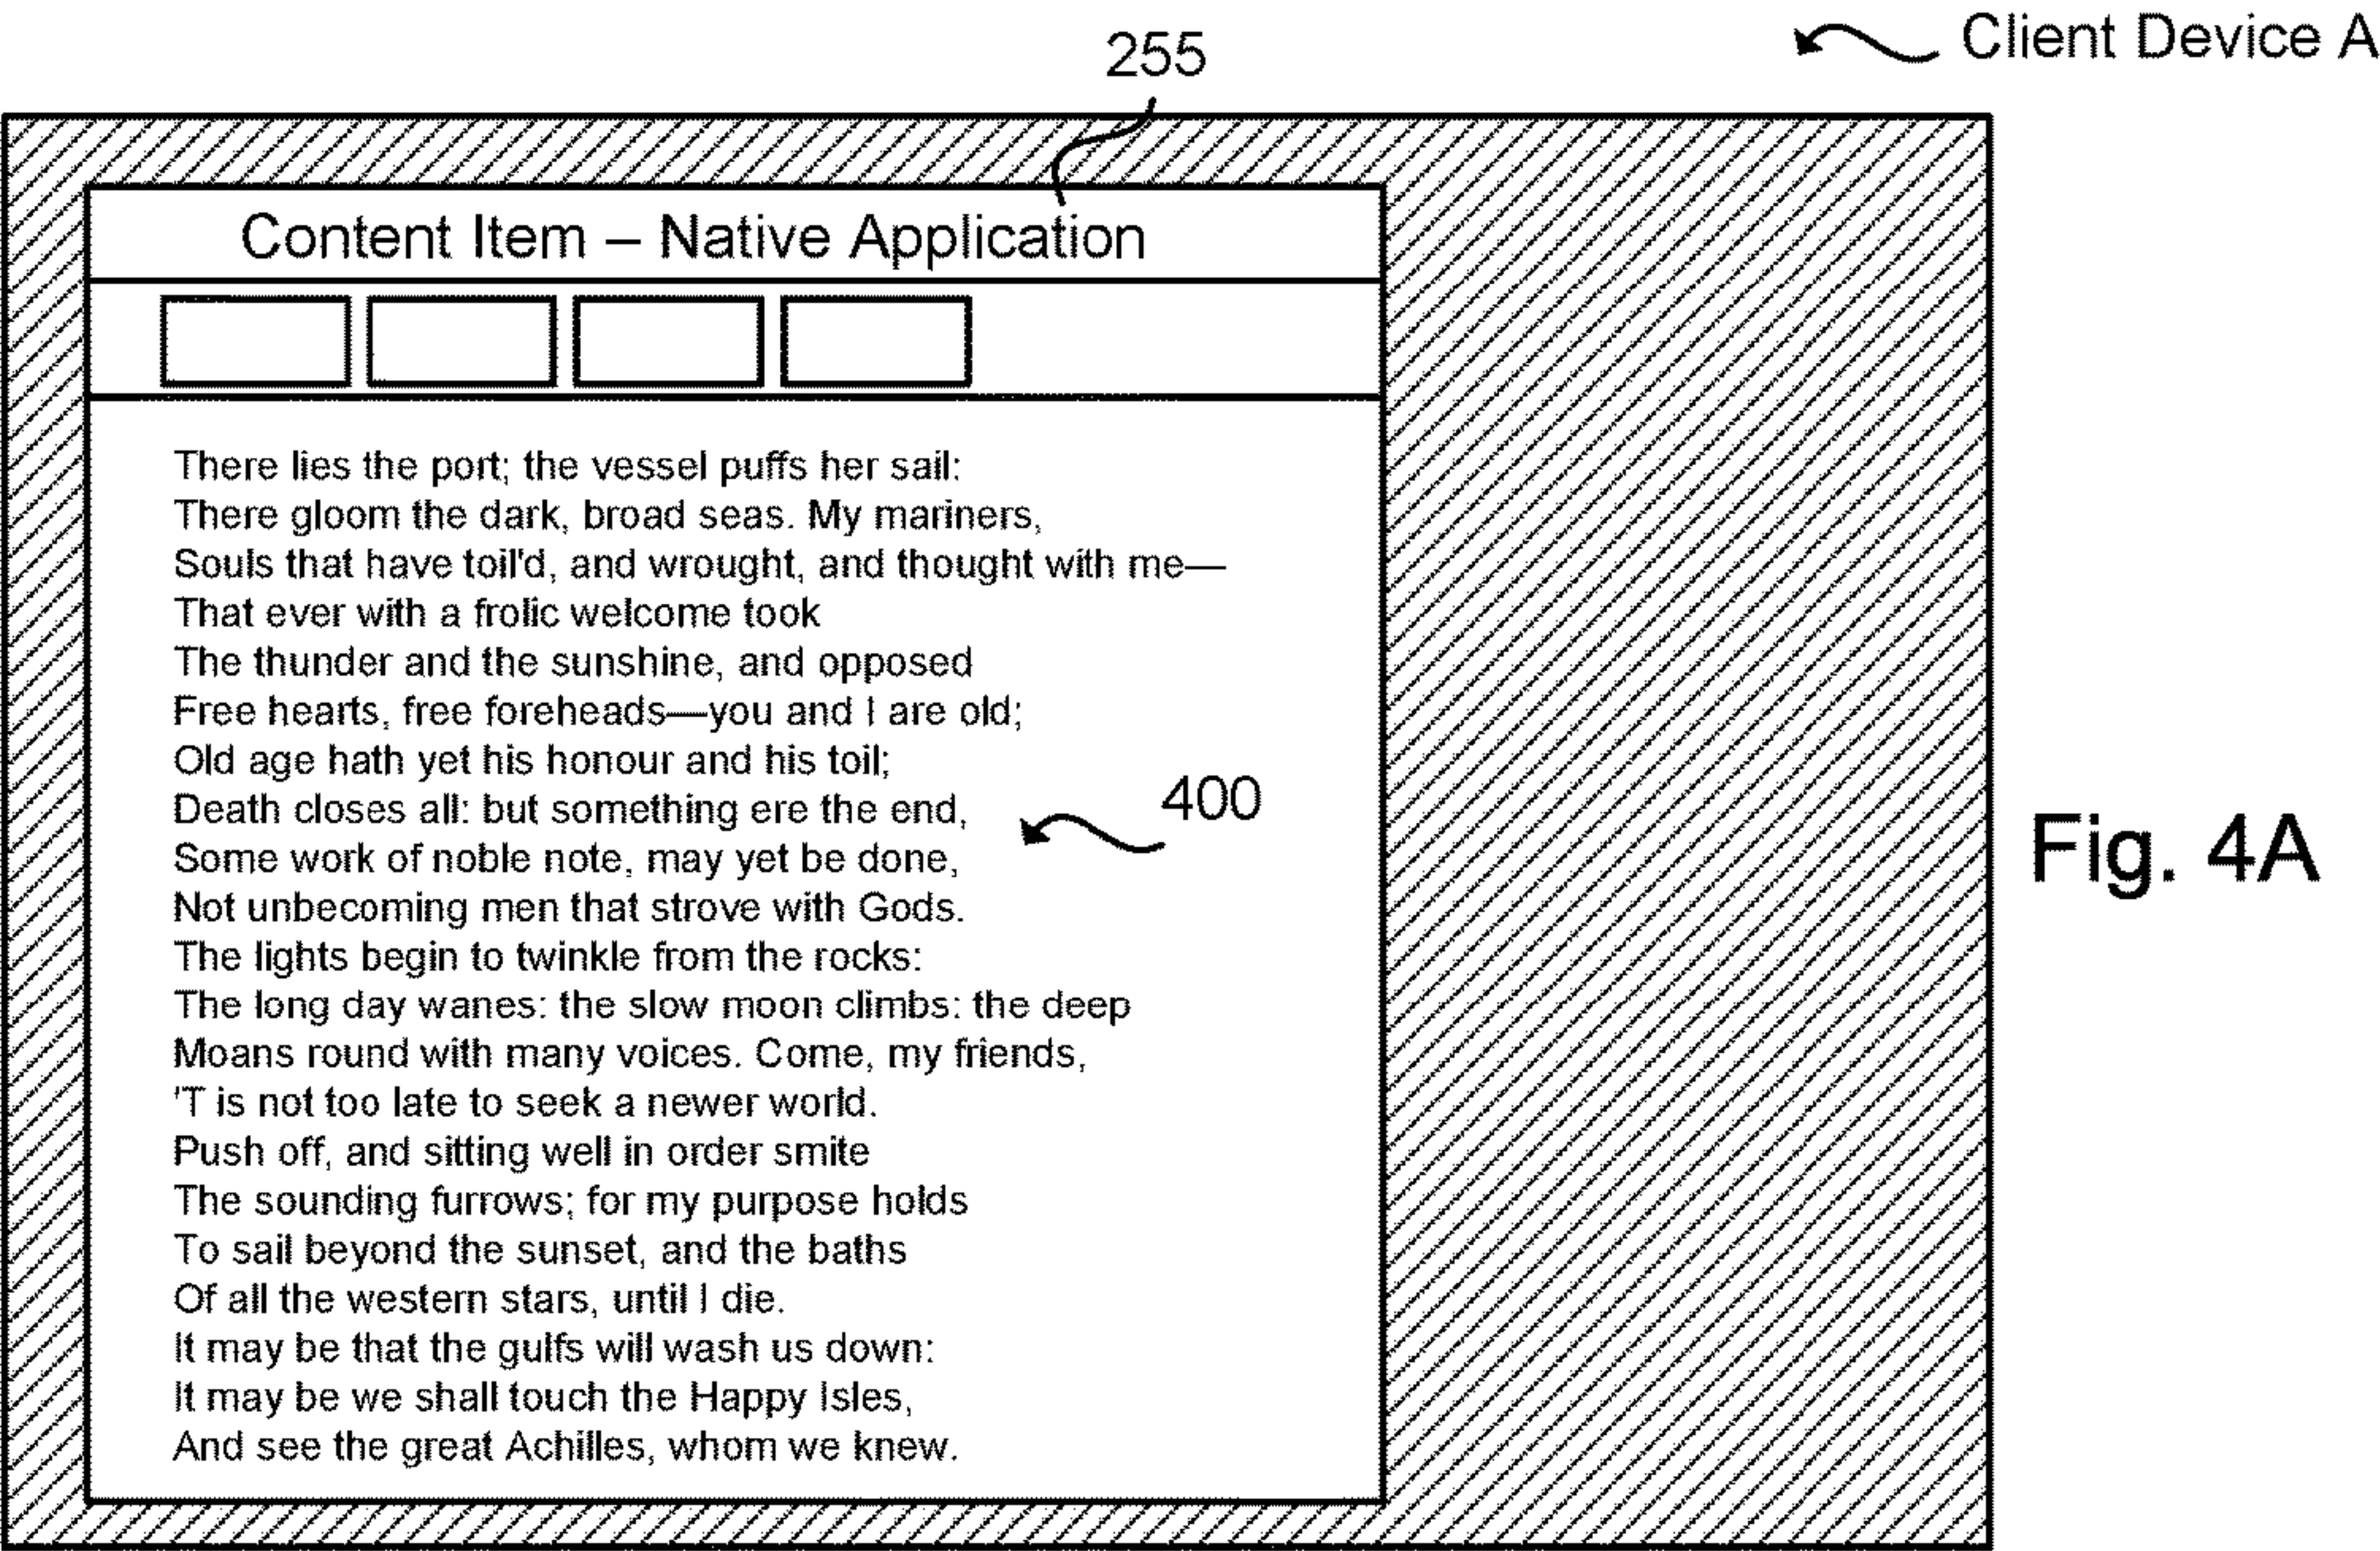 Client Device A
255
Content Item – Native Application
There lies the port; the vessel puffs her sail:
There gloom the dark, broad seas. My mariners,
Souls that have toil'd, and wrought, and thought with me—
That ever with a frolic welcome took
The thunder and the sunshine, and opposed
Free hearts, free foreheads—you and I are old;
Old age hath yet his honour and his toil;
Death closes all: but something ere the end,
400
Some work of noble note, may yet be done,
Not unbecoming men that strove with Gods.
The lights begin to twinkle from the rocks:
The long day wanes: the slow moon climbs: the deep
Moans round with many voices. Come, my friends,
'T is not too late to seek a newer world.
Push off, and sitting well in order smite
The sounding furrows; for my purpose holds
To sail beyond the sunset, and the baths
Of all the western stars, until I die.
It may be that the gulfs will wash us down:
It may be we shall touch the Happy Isles,
And see the great Achilles, whom we knew.
Fig. 4A